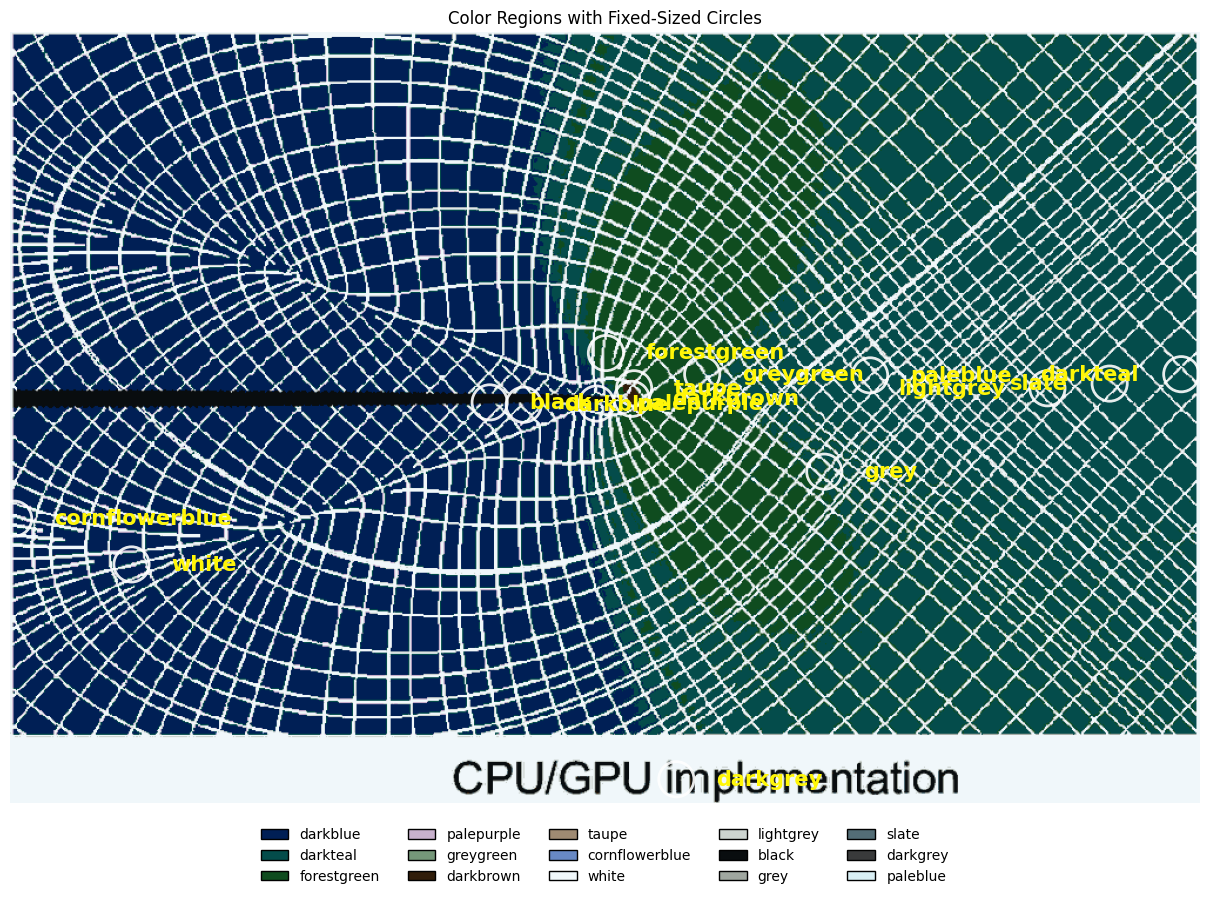 Color Regions with Fixed-Sized Circles
forestgreen
greygreen
paleblue
darkteal
slate
lightgrey
taupe
darkbrown
black
darkblue
palepurple
grey
cornflowerblue
white
darkgrey
CPU/GPU implementation
darkblue palepurple taupe lightgrey slate
darkteal greygreen cornflowerblue black darkgrey
forestgreen darkbrown white grey paleblue